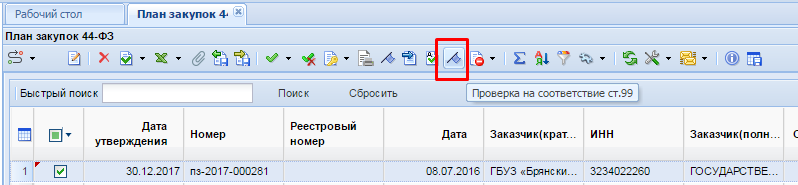 Рабочий стол План закупок 44-
План закупок 44-ФЗ
Быстрый поиск Поиск Сбросить Проверка на соответствие ст.99
Дата утверждения Номер Реестровый номер Дата Заказчик(крат... ИНН Заказчик(полн...
1 30.12.2017 пз-2017-000281 08.07.2016 ГБУЗ «Брянски... 3234022260 ГОСУДАРСТВЕ...